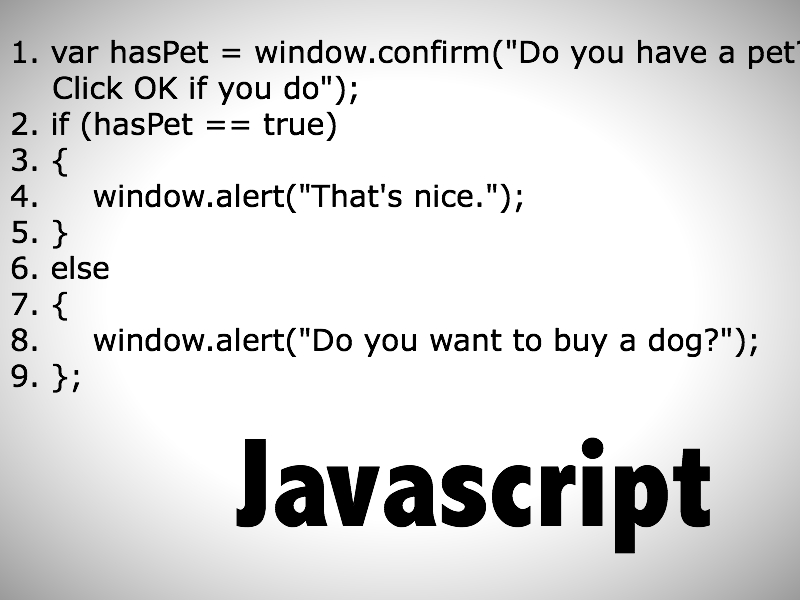 1. var hasPet = window.confirm("Do you have a pet?
Click OK if you do");
2. if (hasPet == true)
3. {
4. window.alert("That's nice.");
5. }
6. else
7. {
8. window.alert("Do you want to buy a dog?");
9. };
Javascript